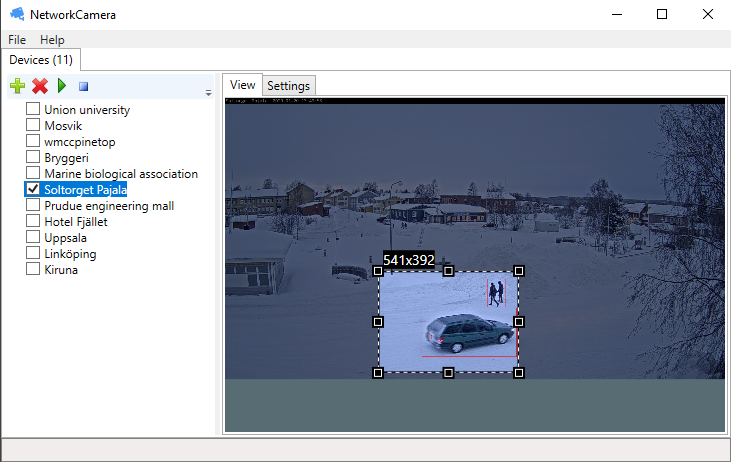 NetworkCamera
File Help
Devices (11)
View Settings
Union university
Mosvik
wmccpinetop
Bryggeri
Marine biological association
Soltorget Pajala
Prudue engineering mall
Hotel Fjället
Uppsala
Linköping
Kiruna
541x392